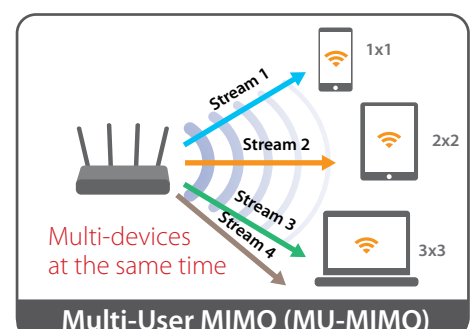 Stream 1
1x1
Stream 2
2x2
Stream 3
Stream 4
3x3
Multi-devices
at the same time
Multi-User MIMO (MU-MIMO)